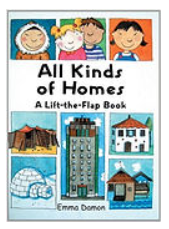 All Kinds
of Homes
A Lift-the-Flap Book
Emma Damon